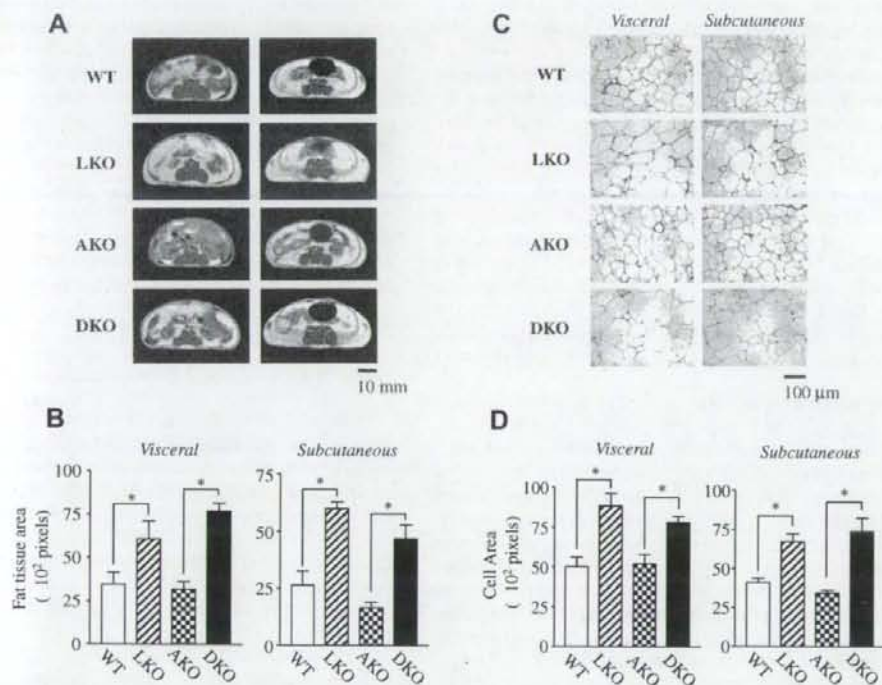 A
WT
LKO
AKO
DKO
10 mm
B
Visceral
Subcutaneous
Fat tissue area
( 10² pixels)
100
75
50
25
0
75
50
25
0
*
*
*
*
WT
LKO
AKO
DKO
WT
LKO
AKO
DKO
C
Visceral
Subcutaneous
WT
LKO
AKO
DKO
100 μm
D
Visceral
Subcutaneous
Cell Area
( 10² pixels)
100
75
50
25
0
100
75
50
25
0
*
*
*
*
WT
LKO
AKO
DKO
WT
LKO
AKO
DKO